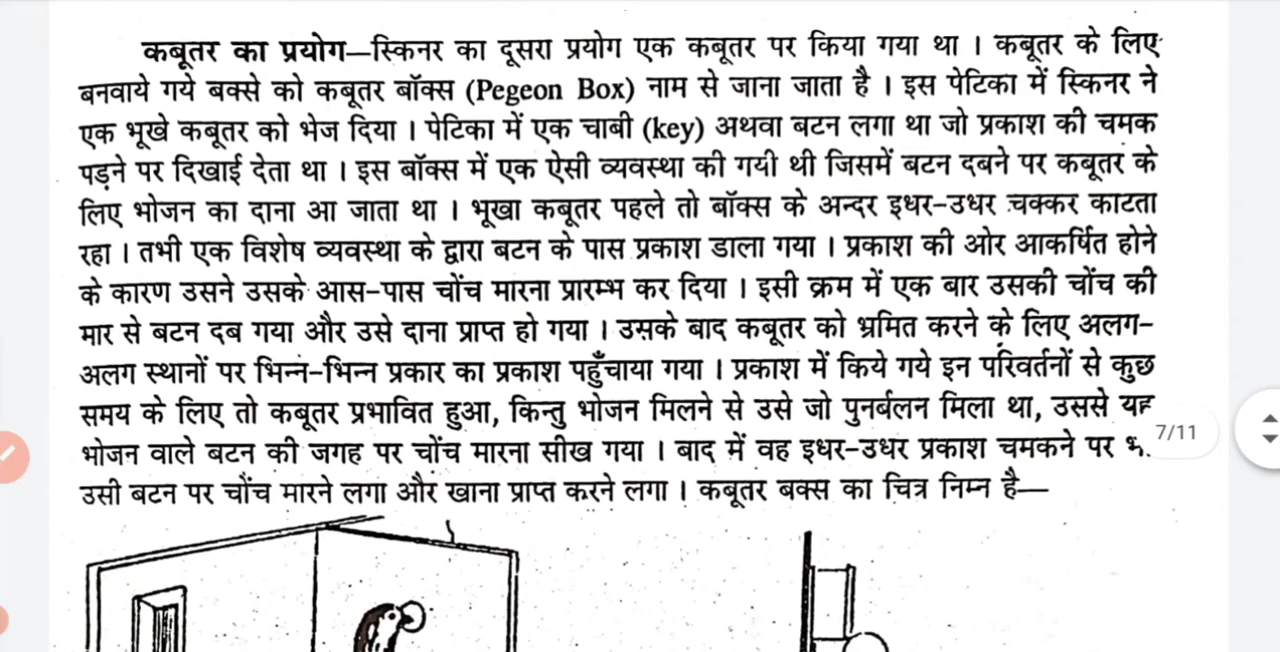 कबूतर का प्रयोग—स्किनर का दूसरा प्रयोग एक कबूतर पर किया गया था । कबूतर के लिए
बनवाये गये बक्से को कबूतर बॉक्स (Pegeon Box) नाम से जाना जाता है । इस पेटिका में स्किनर ने
एक भूखे कबूतर को भेज दिया । पेटिका में एक चाबी (key) अथवा बटन लगा था जो प्रकाश की चमक
पड़ने पर दिखाई देता था । इस बॉक्स में एक ऐसी व्यवस्था की गयी थी जिसमें बटन दबने पर कबूतर के
लिए भोजन का दाना आ जाता था । भूखा कबूतर पहले तो बॉक्स के अन्दर इधर-उधर चक्कर काटता
रहा । तभी एक विशेष व्यवस्था के द्वारा बटन के पास प्रकाश डाला गया । प्रकाश की ओर आकर्षित होने
के कारण उसने उसके आस-पास चोंच मारना प्रारम्भ कर दिया । इसी क्रम में एक बार उसकी चोंच की
मार से बटन दब गया और उसे दाना प्राप्त हो गया । उसके बाद कबूतर को भ्रमित करने के लिए अलग-
अलग स्थानों पर भिन्न-भिन्न प्रकार का प्रकाश पहुँचाया गया । प्रकाश में किये गये इन परिवर्तनों से कुछ
समय के लिए तो कबूतर प्रभावित हुआ, किन्तु भोजन मिलने से उसे जो पुनर्बलन मिला था, उससे यह
भोजन वाले बटन की जगह पर चोंच मारना सीख गया । बाद में वह इधर-उधर प्रकाश चमकने पर
उसी बटन पर चोंच मारने लगा और खाना प्राप्त करने लगा । कबूतर बक्स का चित्र निम्न है—
7/11